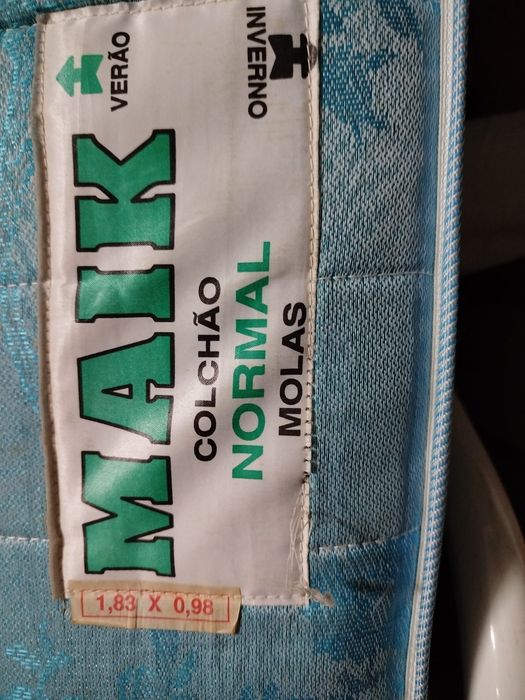 VERÃO
INVERNO
MAIK
COLCHÃO
NORMAL
MOLAS
1,83 X 0,98